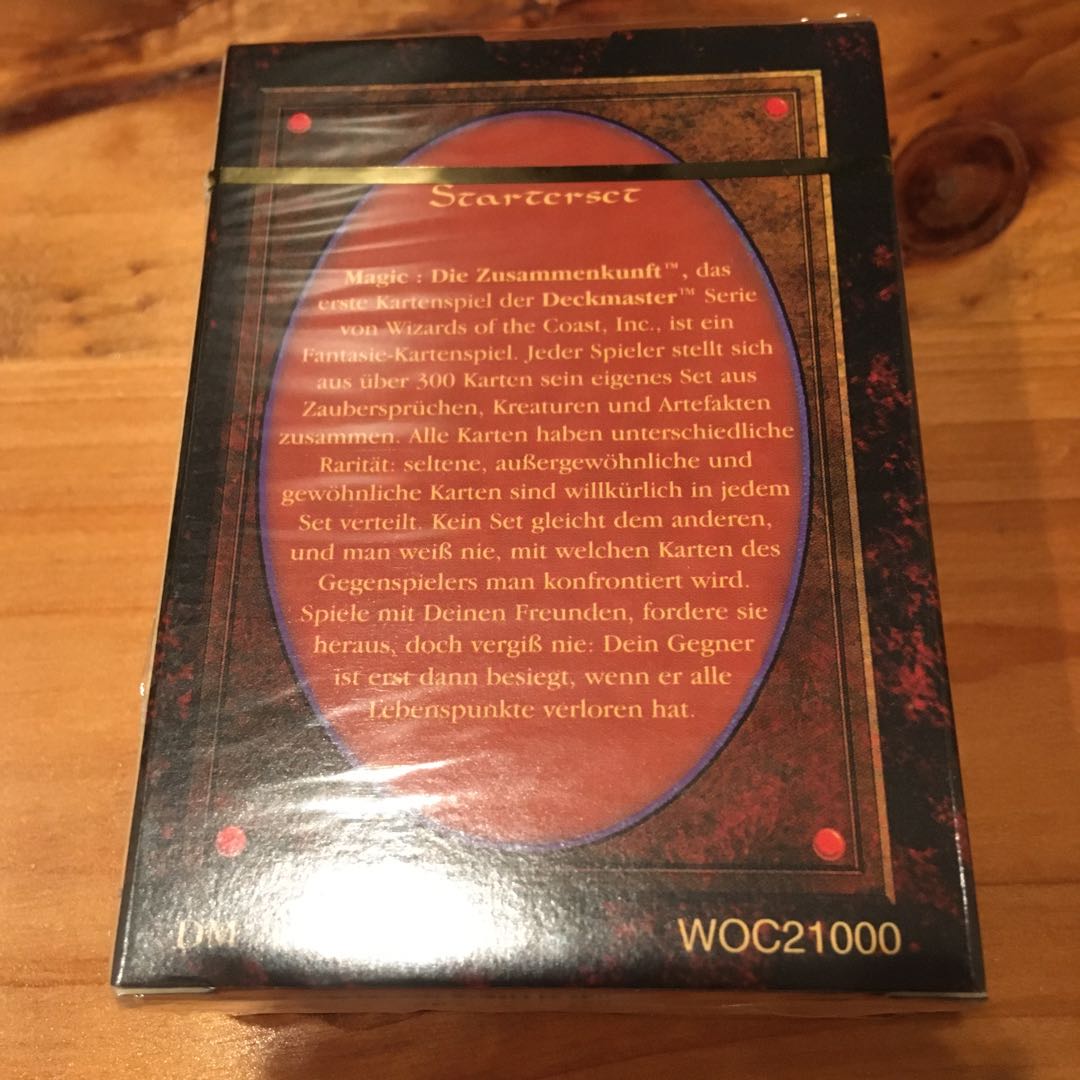 Starterset
Magic : Die Zusammenkunft™, das
erste Kartenspiel der Deckmaster™ Serie
von Wizards of the Coast, Inc., ist ein
Fantasie-Kartenspiel. Jeder Spieler stellt sich
aus über 300 Karten sein eigenes Set aus
Zaubersprüchen, Kreaturen und Artefakten
zusammen. Alle Karten haben unterschiedliche
Rarität: seltene, außergewöhnliche und
gewöhnliche Karten sind willkürlich in jedem
Set verteilt. Kein Set gleicht dem anderen,
und man weiß nie, mit welchen Karten des
Gegenspielers man konfrontiert wird.
Spiele mit Deinen Freunden, fordere sie
heraus, doch vergiß nie: Dein Gegner
ist erst dann besiegt, wenn er alle
Lebenspunkte verloren hat.
DM WOC21000